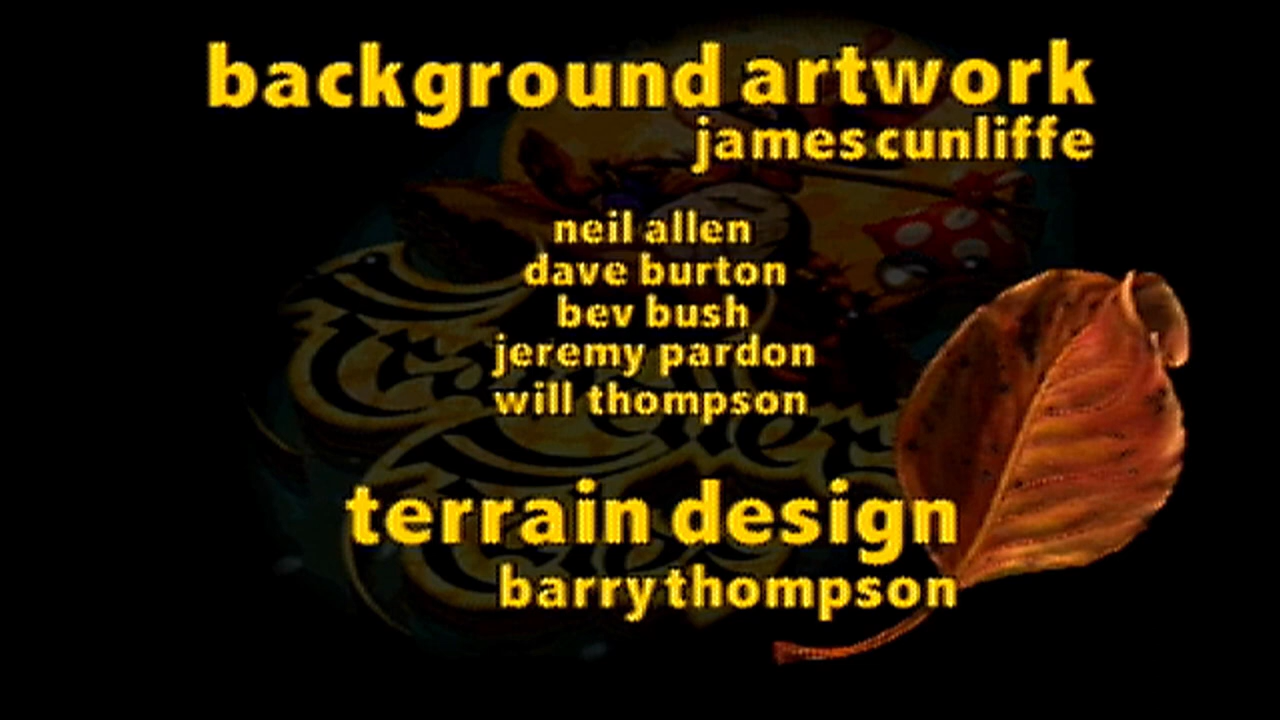 background artwork
james cunliffe
neil allen
dave burton
bev bush
jeremy pardon
will thompson
terrain design
barry thompson